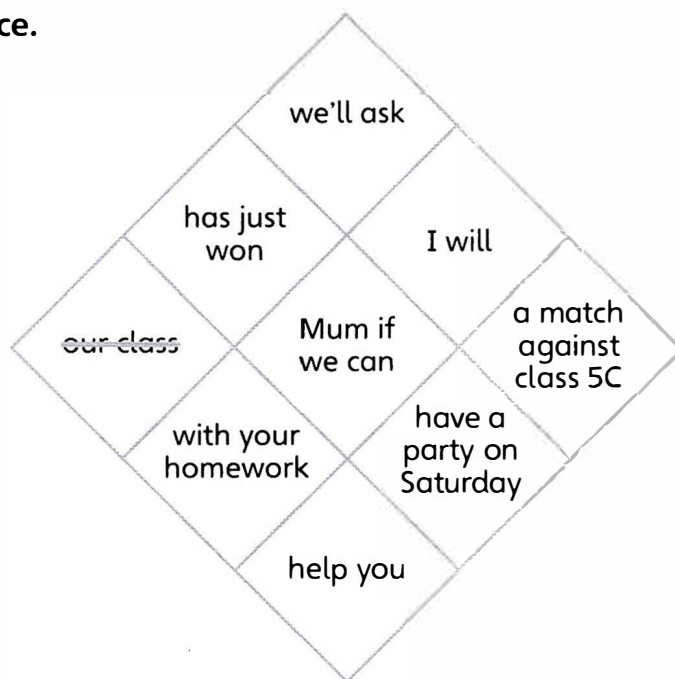 ce.
we'll ask
has just
won
I will
our class
Mum if
we can
a match
against
class 5C
with your
homework
have a
party on
Saturday
help you